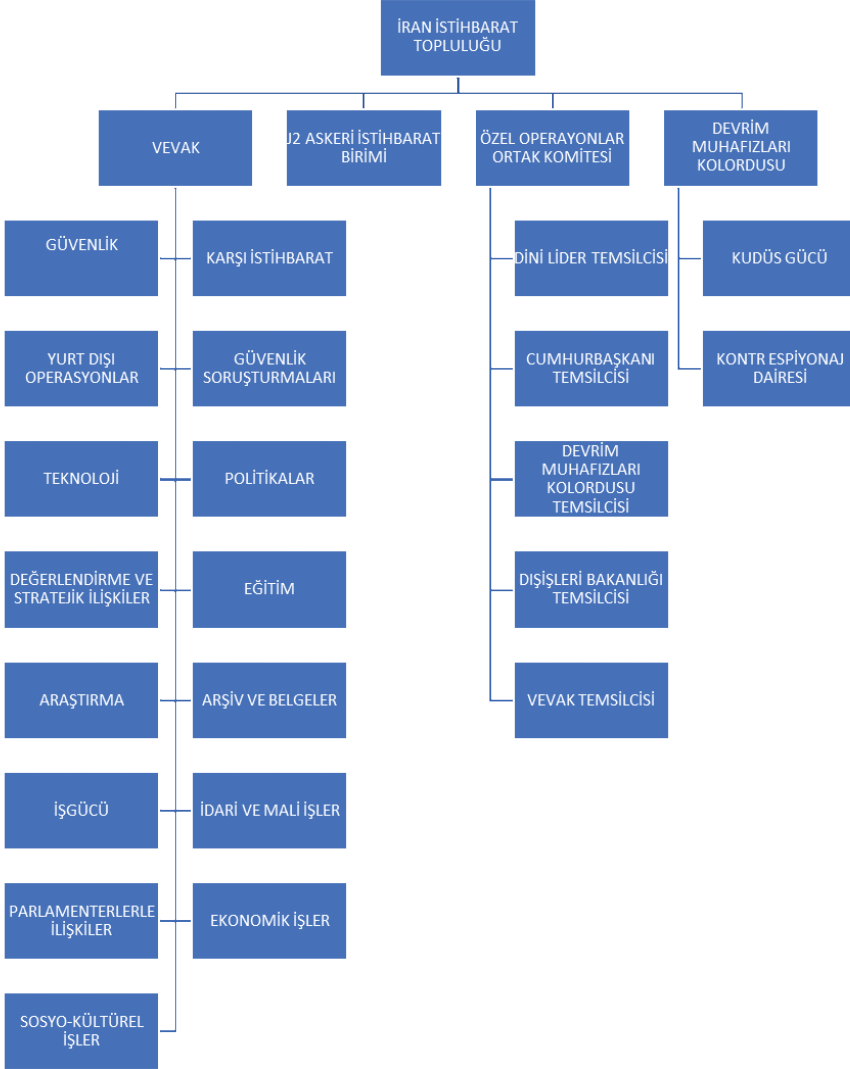 İRAN İSTİHBARAT
TOPLULUĞU
VEVAK
J2 ASKERİ İSTİHBARAT
BİRİMİ
ÖZEL OPERAYONLAR
ORTAK KOMİTESİ
DEVRİM
MUHAFIZLARI
KOLORDUSU
GÜVENLİK
KARŞI İSTİHBARAT
YURT DIŞI
OPERASYONLAR
GÜVENLİK
SORUŞTURMALARI
TEKNOLOJİ
POLİTİKALAR
DEĞERLENDİRME VE
STRATEJİK İLİŞKİLER
EĞİTİM
ARAŞTIRMA
ARŞİV VE BELGELER
İŞGÜCÜ
İDARİ VE MALİ İŞLER
PARLAMENTERLERLE
İLİŞKİLER
EKONOMİK İŞLER
SOSYO-KÜLTÜREL
İŞLER
DİNİ LİDER TEMSİLCİSİ
CUMHURBAŞKANI
TEMSİLCİSİ
DEVRİM
MUHAFIZLARI
KOLORDUSU
TEMSİLCİSİ
DIŞİŞLERİ BAKANLIĞI
TEMSİLCİSİ
VEVAK TEMSİLCİSİ
KUDÜS GÜCÜ
KONTR ESPİYONAJ
DAİRESİ